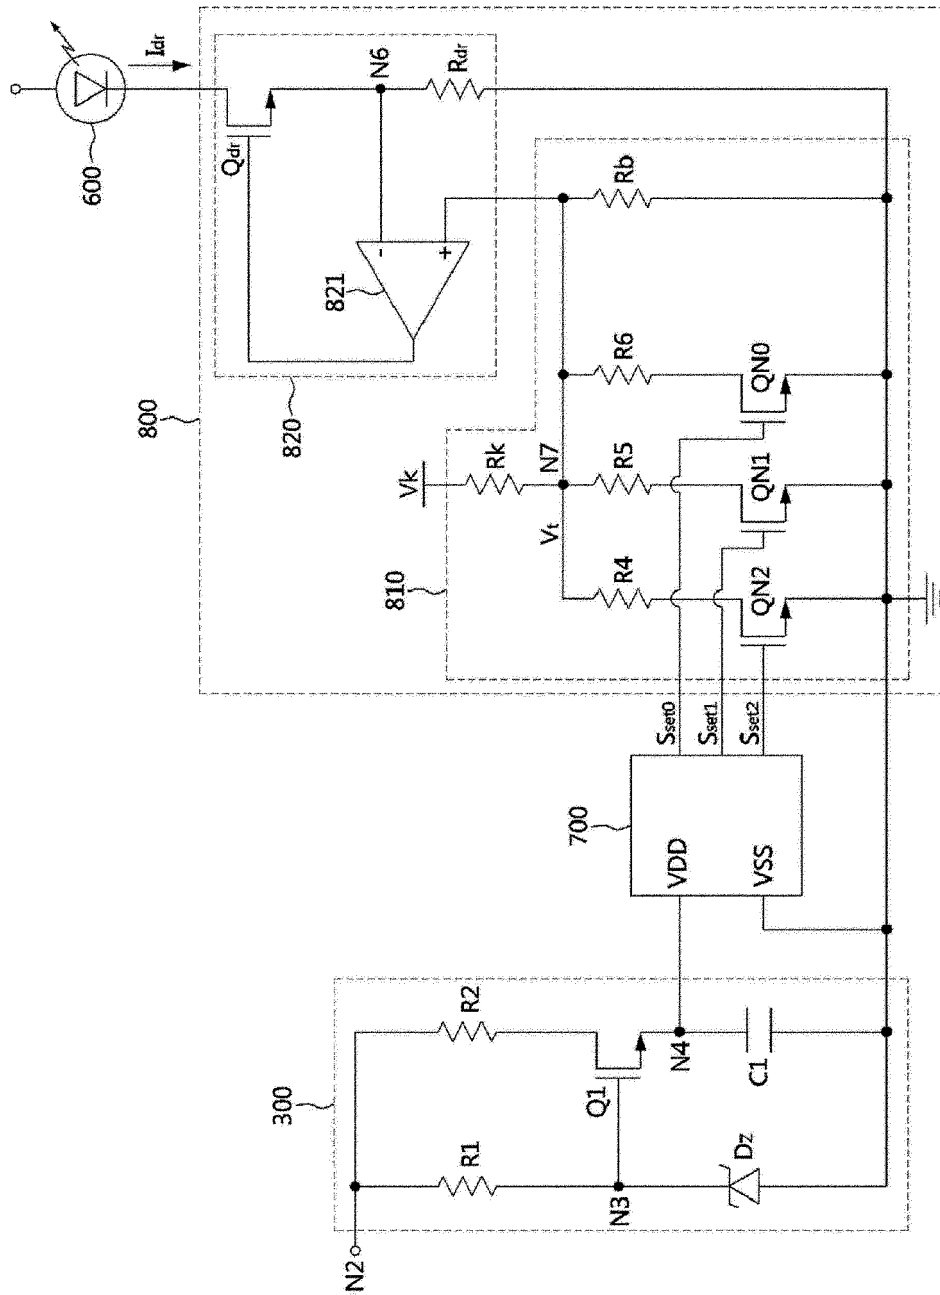 600
Idr
800
Qdr
N6
Rdr
821
820
Vk
Rk
810
Vt
N7
Rb
R4
R5
R6
QN2
QN1
QN0
Sset0
Sset1
Sset2
700
VDD
VSS
300
N2
R1
R2
N3
Q1
N4
Dz
C1
-
+